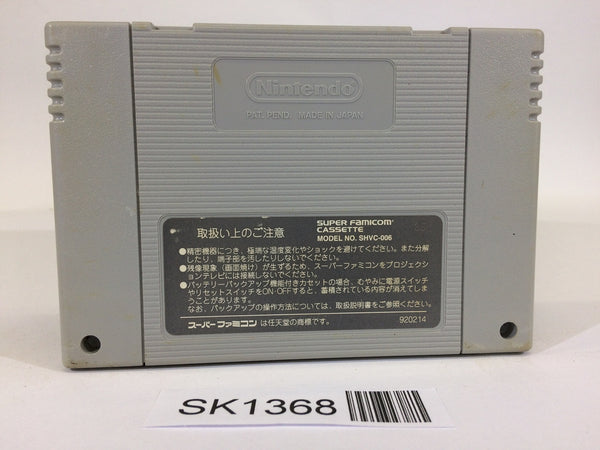 Nintendo
PAT. PEND. MADE IN JAPAN
取扱い上のご注意
SUPER FAMICOM
CASSETTE
MODEL NO. SHVC-006
●精密機器につき、極端な温度変化やショックを避けてください。また分解
したり、端子部を汚したりしないでください。
●残像現象（画面焼け）が生ずるため、スーパーファミコンをプロジェクシ
ョンテレビには接続しないでください。
●バッテリーバックアップ機能付きカセットの場合、むやみに電源スイッチ
やリセットスイッチをON・OFFすると、蓄積されている内容が消えてしま
うことがあります。
なお、バックアップの操作方法については、取扱説明書をご参照ください。
スーパーファミコン は任天堂の商標です。
920214
SK1368